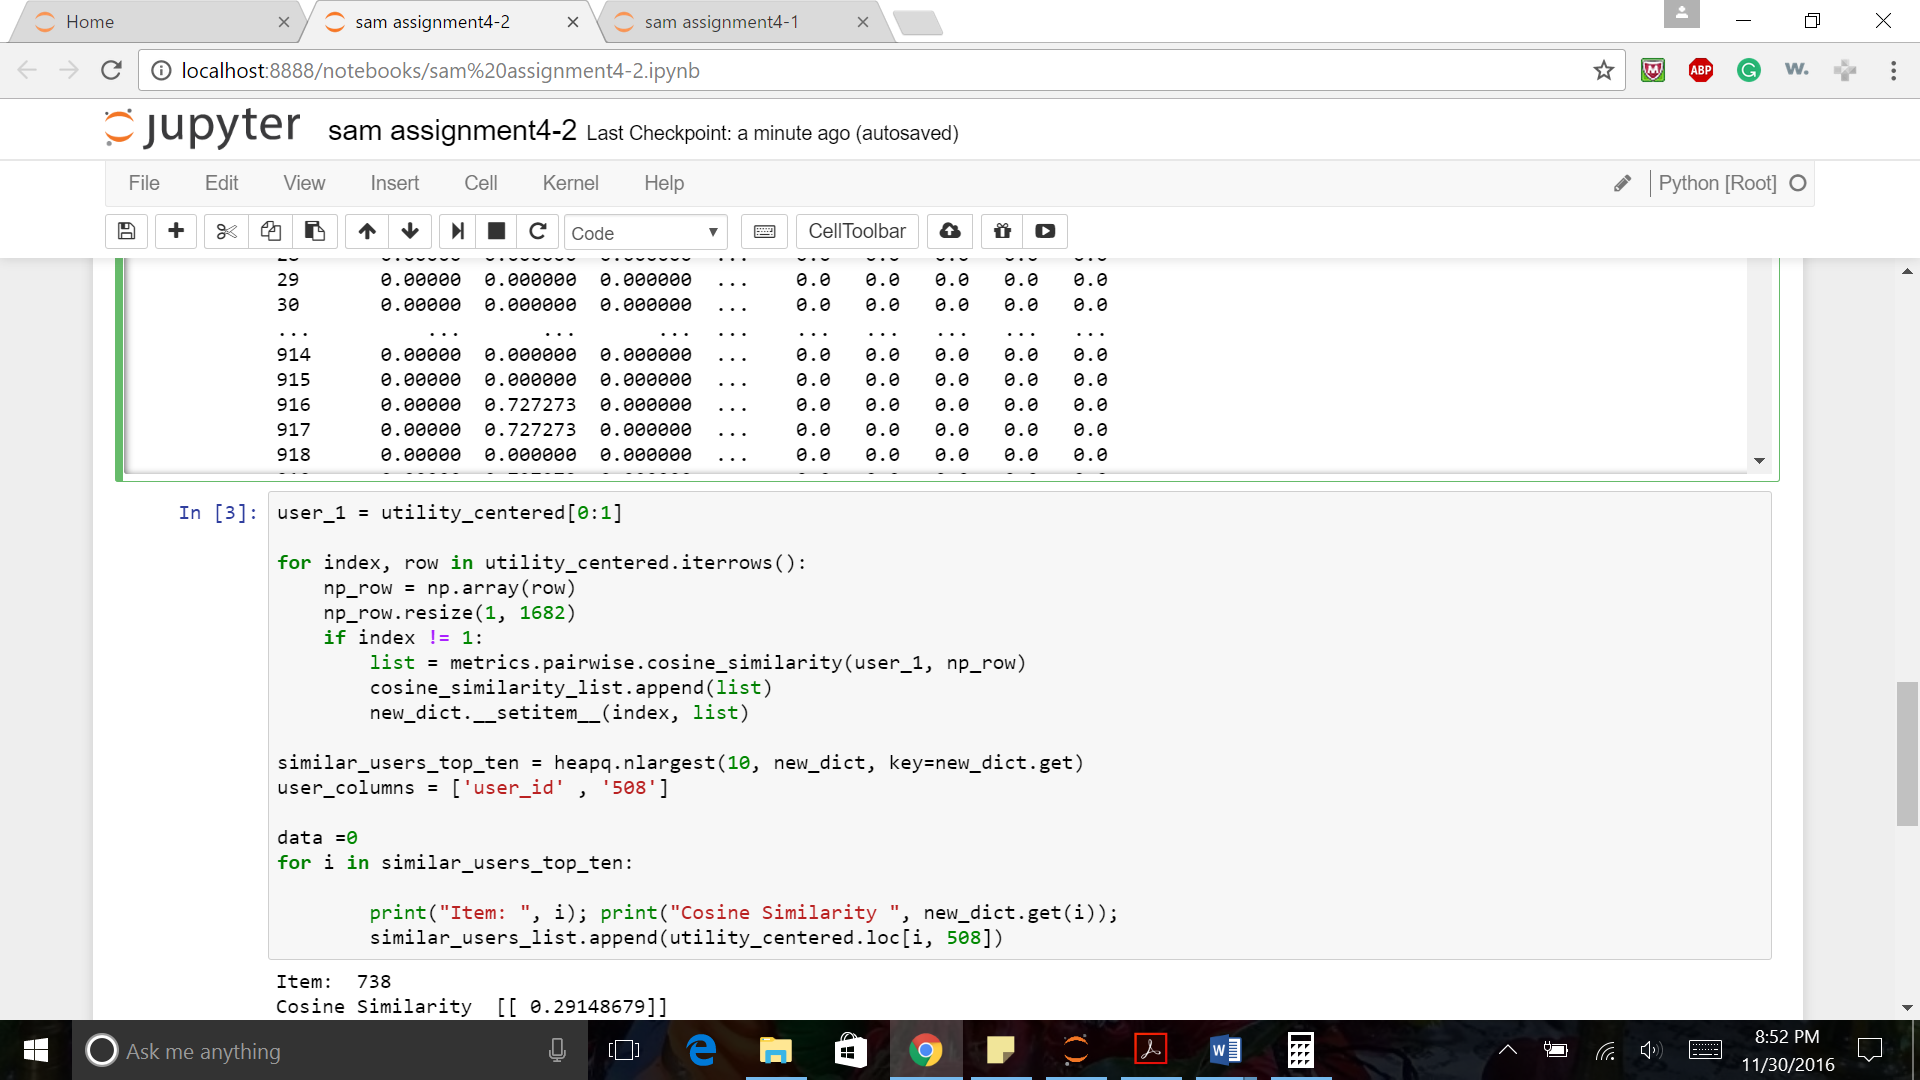 Home
sam assignment4-2
sam assignment4-1
localhost:8888/notebooks/sam%20assignment4-2.ipynb
ABP
W.
jupyter sam assignment4-2 Last Checkpoint: a minute ago (autosaved)
File Edit View Insert Cell Kernel Help Python [Root]
Code CellToolbar
29 0.00000 0.000000 0.000000 ... 0.0 0.0 0.0 0.0 0.0
30 0.00000 0.000000 0.000000 ... 0.0 0.0 0.0 0.0 0.0
... ... ... ... ... ... ... ... ... ...
914 0.00000 0.000000 0.000000 ... 0.0 0.0 0.0 0.0 0.0
915 0.00000 0.000000 0.000000 ... 0.0 0.0 0.0 0.0 0.0
916 0.00000 0.727273 0.000000 ... 0.0 0.0 0.0 0.0 0.0
917 0.00000 0.727273 0.000000 ... 0.0 0.0 0.0 0.0 0.0
918 0.00000 0.000000 0.000000 ... 0.0 0.0 0.0 0.0 0.0
In [3]: user_1 = utility_centered[0:1]
for index, row in utility_centered.iterrows():
    np_row = np.array(row)
    np_row.resize(1, 1682)
    if index != 1:
        list = metrics.pairwise.cosine_similarity(user_1, np_row)
        cosine_similarity_list.append(list)
        new_dict.__setitem__(index, list)
similar_users_top_ten = heapq.nlargest(10, new_dict, key=new_dict.get)
user_columns = ['user_id' , '508']
data =0
for i in similar_users_top_ten:
        print("Item: ", i); print("Cosine Similarity ", new_dict.get(i));
        similar_users_list.append(utility_centered.loc[i, 508])
Item:  738
Cosine Similarity  [[ 0.29148679]]
Ask me anything
8:52 PM
11/30/2016